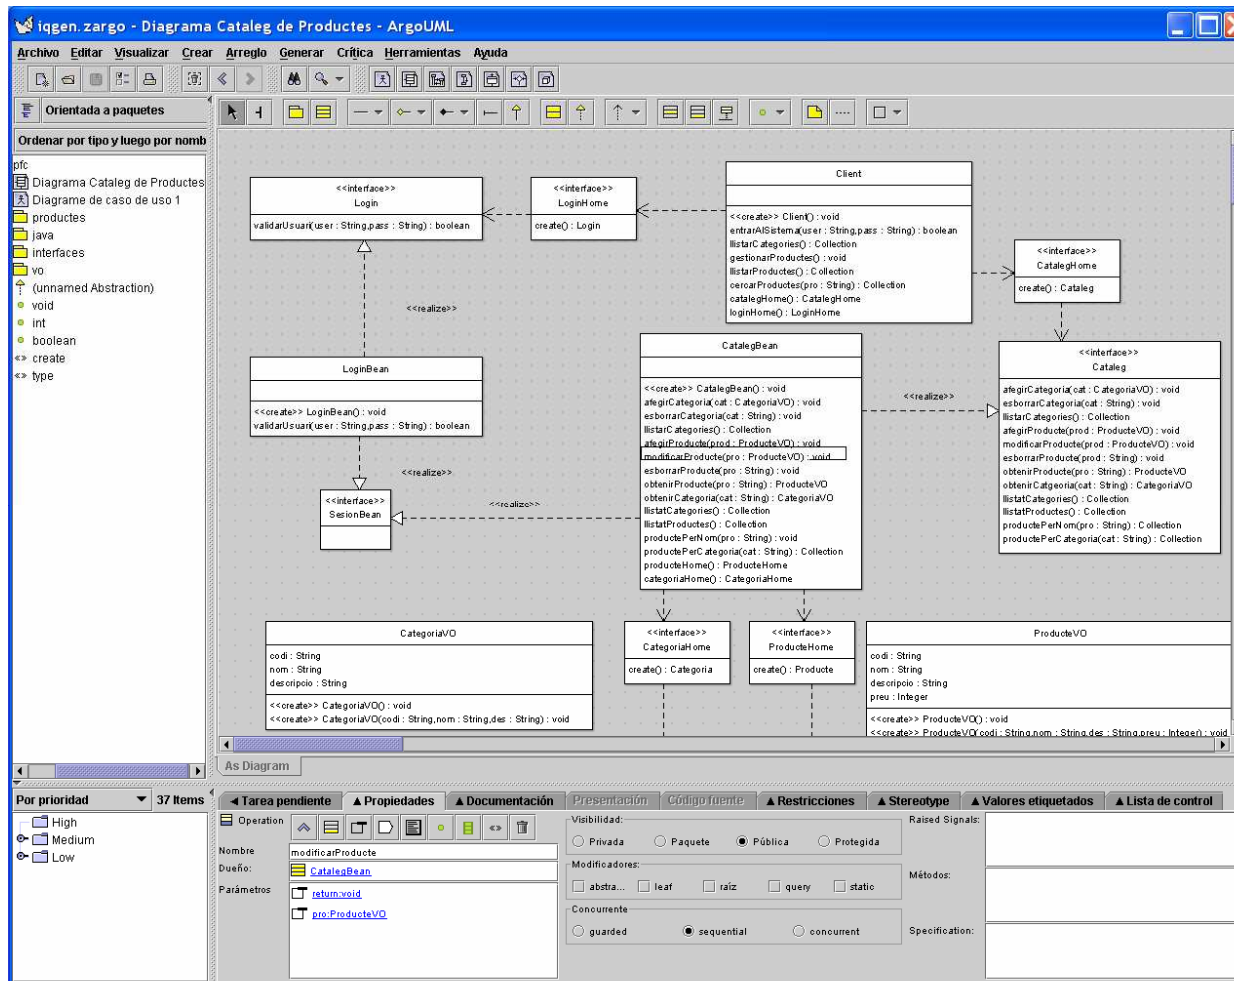 iqgen.zargo - Diagrama Cataleg de Productes - ArgoUML
Archivo Editar Visualizar Crear Arreglo Generar Crítica Herramientas Ayuda
Orientada a paquetes
Ordenar por tipo y luego por nomb
pfc
Diagrama Cataleg de Productes
Diagrame de caso de uso 1
productes
java
interfaces
vo
(unnamed Abstraction)
void
int
boolean
create
type
<<interface>>
Login
validarUsuari(user : String,pass : String) : boolean
<<interface>>
LoginHome
create() : Login
Client
<<create>> Client() : void
entrarAlSistema(user : String,pass : String) : boolean
llistarCategories() : Collection
gestionarProductes() : void
llistarProductes() : Collection
cercarProductes(pro : String) : Collection
catalegHome() : CatalegHome
loginHome() : LoginHome
<<interface>>
CatalegHome
create() : Cataleg
<<realize>>
LoginBean
<<create>> LoginBean() : void
validarUsuari(user : String,pass : String) : boolean
<<realize>>
<<interface>>
SesionBean
<<realize>>
CatalegBean
<<create>> CatalegBean() : void
afegirCategoria(cat : CategoriaVO) : void
esborrarCategoria(cat : String) : void
llistarCategories() : Collection
afegirProducte(prod : ProducteVO) : void
modificarProducte(pro : ProducteVO) : void
esborrarProducte(pro : String) : void
obtenirProducte(pro : String) : ProducteVO
obtenirCategoria(cat : String) : CategoriaVO
llistatCategories() : Collection
llistatProductes() : Collection
productePerNom(pro : String) : void
productePerCategoria(cat : String) : Collection
producteHome() : ProducteHome
categoriaHome() : CategoriaHome
<<realize>>
<<interface>>
Cataleg
afegirCategoria(cat : CategoriaVO) : void
esborrarCategoria(cat : String) : void
llistarCategories() : Collection
afegirProducte(prod : ProducteVO) : void
modificarProducte(prod : ProducteVO) : void
esborrarProducte(prod : String) : void
obtenirProducte(pro : String) : ProducteVO
obtenirCatgeoria(cat : String) : CategoriaVO
llistatCategories() : Collection
llistatProductes() : Collection
productePerNom(pro : String) : Collection
productePerCategoria(cat : String) : Collection
CategoriaVO
codi : String
nom : String
descripcio : String
<<create>> CategoriaVO() : void
<<create>> CategoriaVO(codi : String,nom : String,des : String) : void
<<interface>>
CategoriaHome
create() : Categoria
<<interface>>
ProducteHome
create() : Producte
ProducteVO
codi : String
nom : String
descripcio : String
preu : Integer
<<create>> ProducteVO() : void
<<create>> ProducteVO(codi : String,nom : String,des : String,preu : Integer) : void
As Diagram
Por prioridad 37 Items
High
Medium
Low
Tarea pendiente Propiedades Documentación Presentación Código fuente Restricciones Stereotype Valores etiquetados Lista de control
Operation
Nombre modificarProducte
Dueño: CatalegBean
Parámetros return:void
pro:ProducteVO
Visibilidad:
Privada Paquete Pública Protegida
Modificadores:
abstra... leaf raíz query static
Concurrente
guarded sequential concurrent
Raised Signals:
Métodos:
Specification: